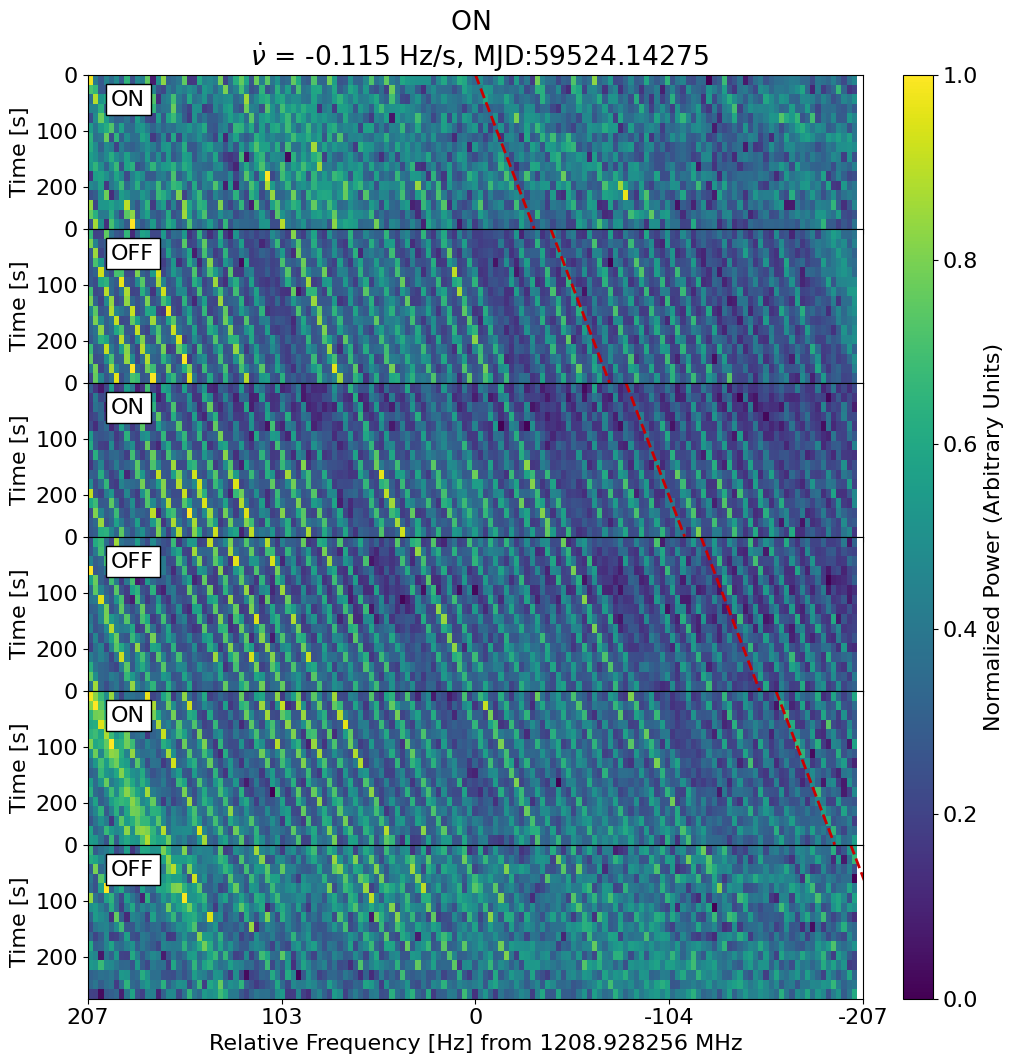 ON
ν̇ = -0.115 Hz/s, MJD:59524.14275
0
ON
100
Time [s]
200
0
OFF
100
Time [s]
200
0
ON
100
Time [s]
200
0
OFF
100
Time [s]
200
0
ON
100
Time [s]
200
0
OFF
100
Time [s]
200
207 103 0 -104 -207
Relative Frequency [Hz] from 1208.928256 MHz
1.0
0.8
0.6
0.4
0.2
0.0
Normalized Power (Arbitrary Units)